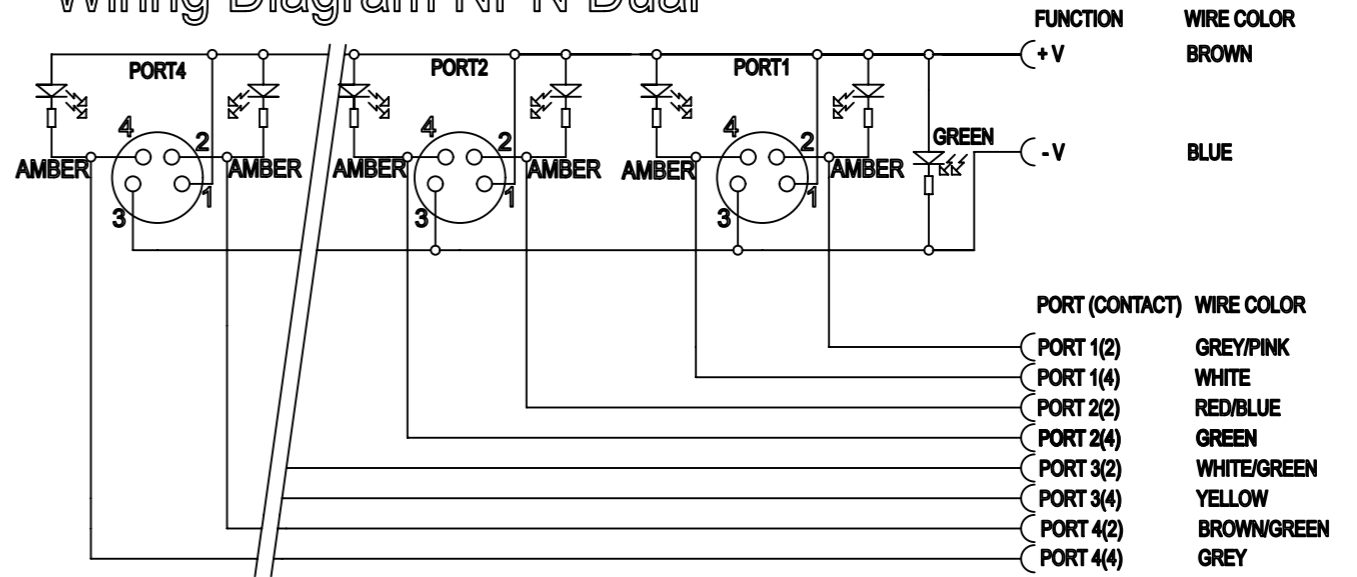 Wiring Diagram NPN Dual
FUNCTION WIRE COLOR
+ V BROWN
PORT4 PORT2 PORT1
4 2 4 2 4 2
GREEN
- V BLUE
AMBER AMBER AMBER AMBER AMBER AMBER
3 1 3 1 3 1
PORT (CONTACT) WIRE COLOR
PORT 1(2) GREY/PINK
PORT 1(4) WHITE
PORT 2(2) RED/BLUE
PORT 2(4) GREEN
PORT 3(2) WHITE/GREEN
PORT 3(4) YELLOW
PORT 4(2) BROWN/GREEN
PORT 4(4) GREY